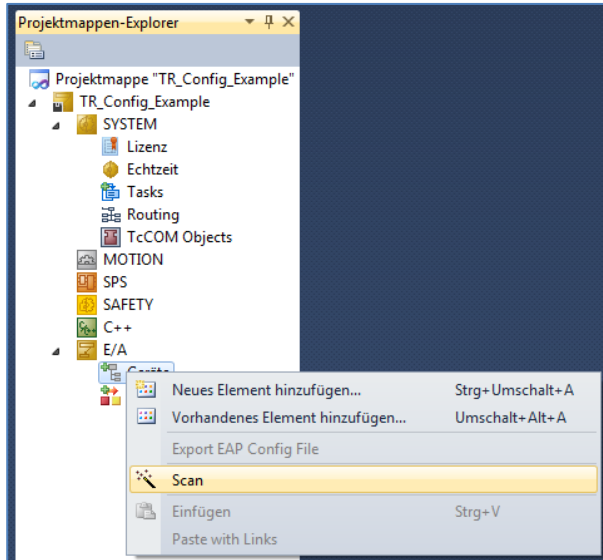 Projektmappen-Explorer
Projektmappe "TR_Config_Example"
TR_Config_Example
SYSTEM
Lizenz
Echtzeit
Tasks
Routing
TcCOM Objects
MOTION
SPS
SAFETY
C++
E/A
Geräte
Neues Element hinzufügen... Strg+Umschalt+A
Vorhandenes Element hinzufügen... Umschalt+Alt+A
Export EAP Config File
Scan
Einfügen Strg+V
Paste with Links